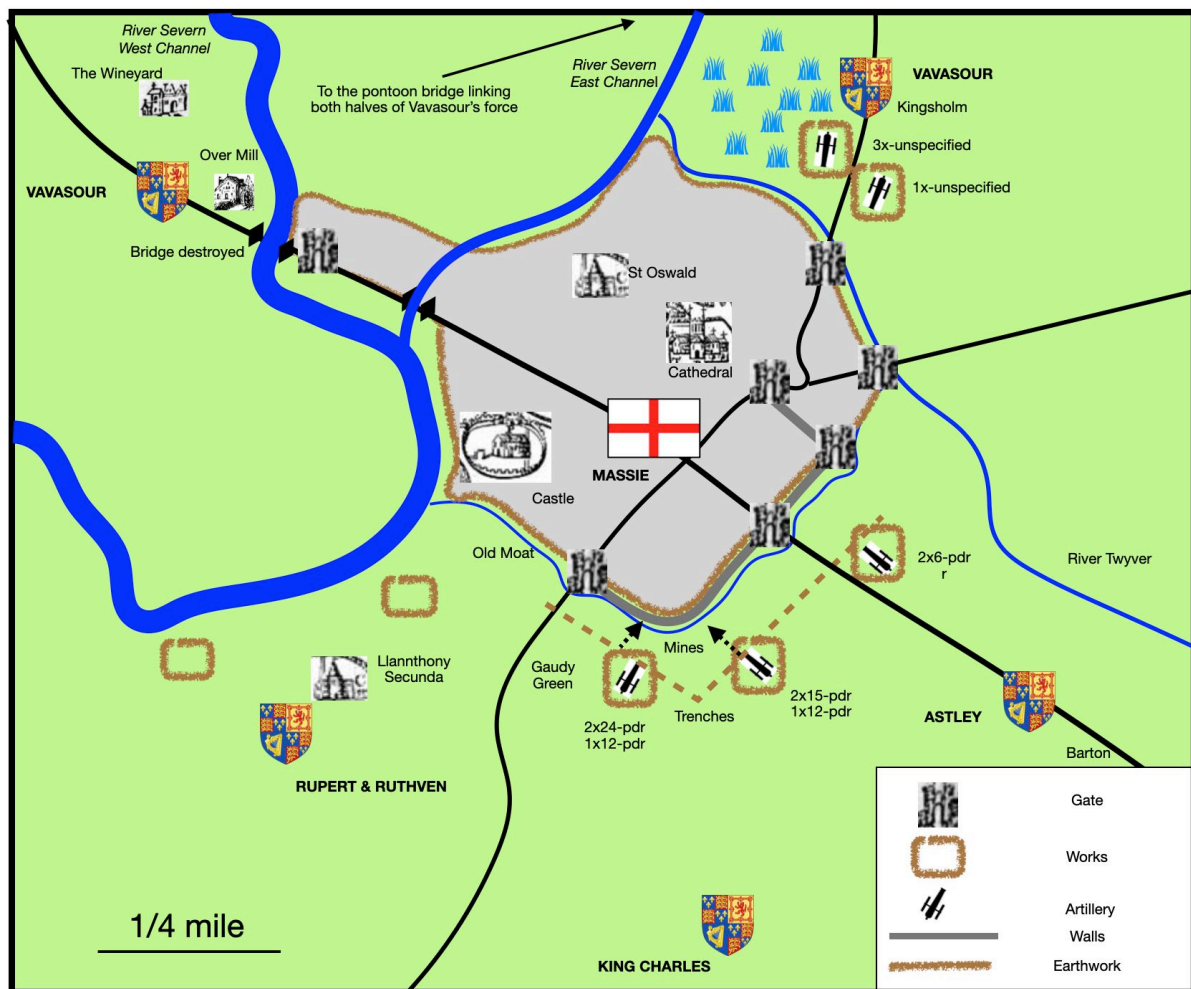 River Severn
West Channel
The Wineyard
To the pontoon bridge linking
both halves of Vavasour's force
River Severn
East Channel
VAVASOUR
Kingsholm
3x-unspecified
1x-unspecified
Over Mill
VAVASOUR
Bridge destroyed
St Oswald
Cathedral
MASSIE
Castle
Old Moat
2x6-pdr
r
River Twyver
Llannthony
Secunda
Gaudy
Green
Mines
Trenches
2x15-pdr
1x12-pdr
2x24-pdr
1x12-pdr
ASTLEY
Barton
RUPERT & RUTHVEN
1/4 mile
KING CHARLES
Gate
Works
Artillery
Walls
Earthwork